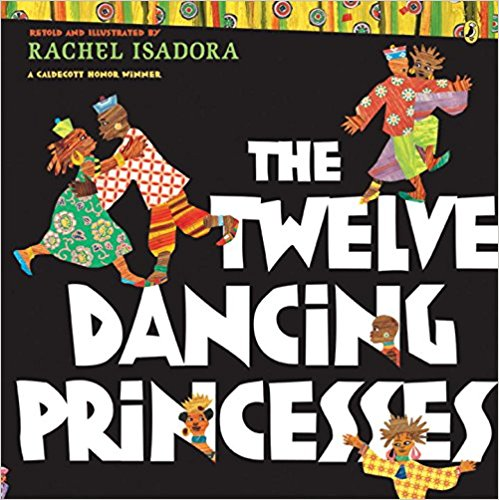 RETOLD AND ILLUSTRATED BY
RACHEL ISADORA
A CALDECOTT HONOR WINNER
THE
TWELVE
DANCING
PRINCESSES